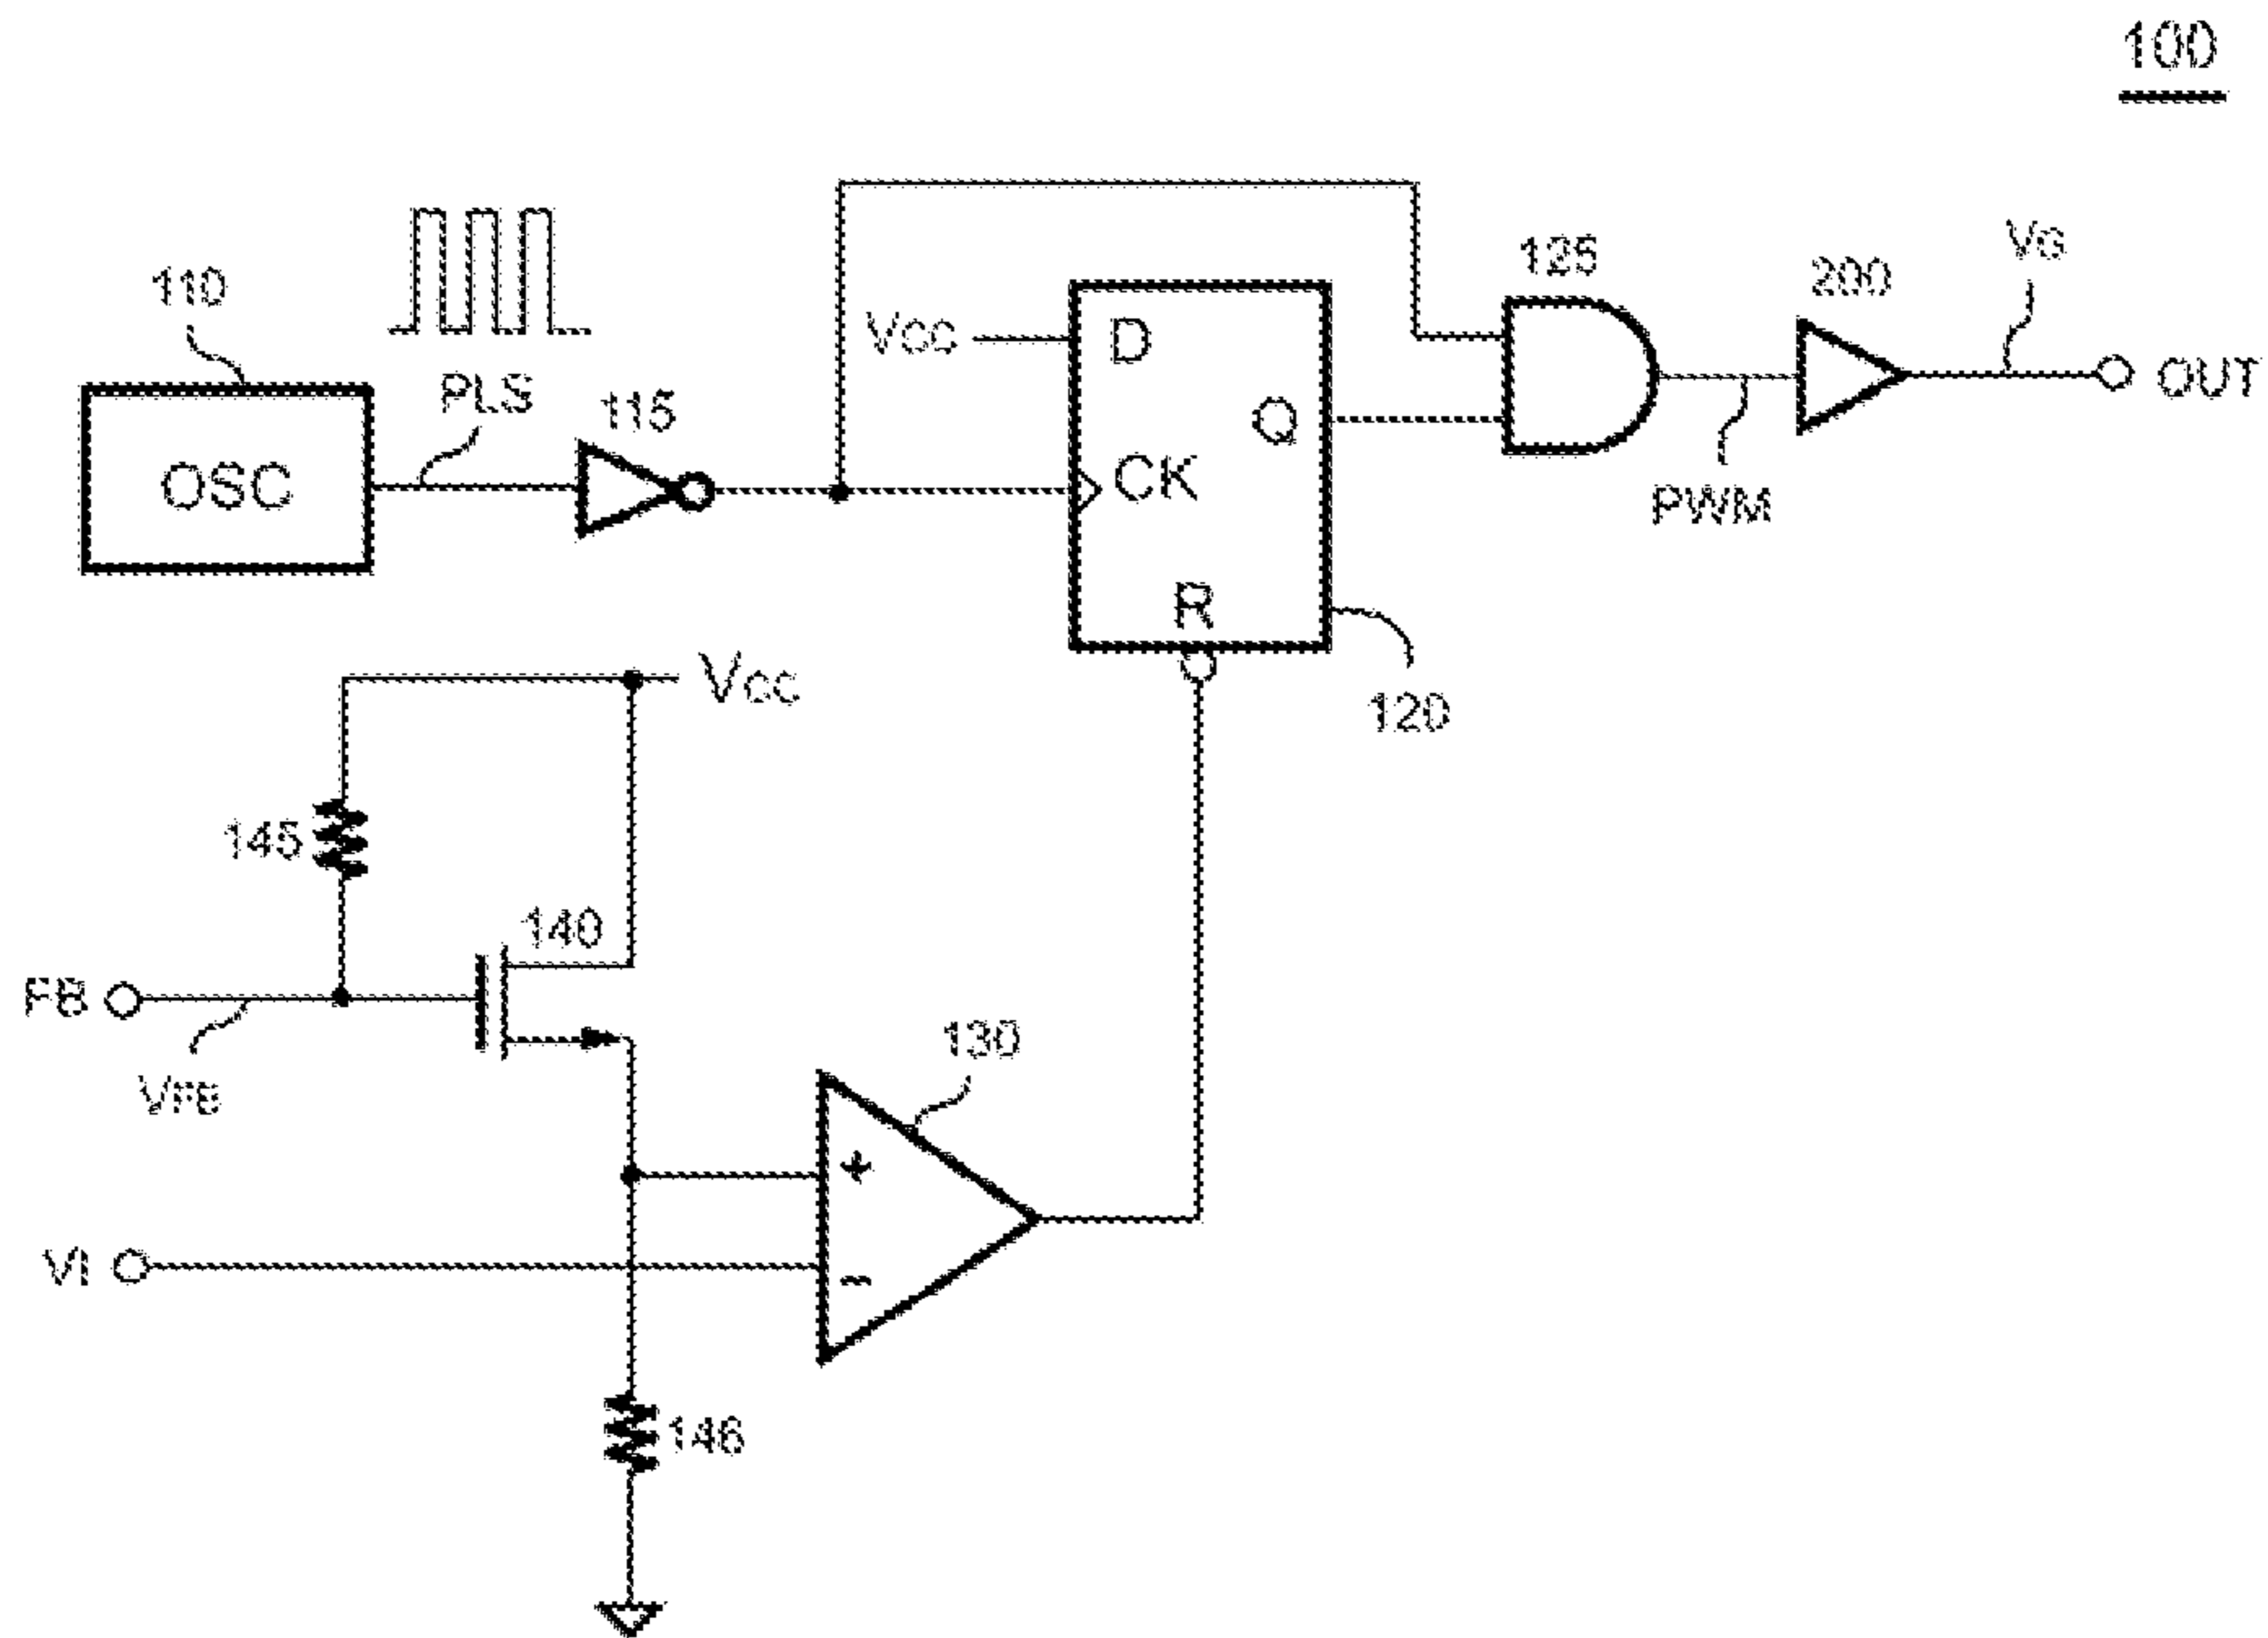 100
110
PLS
115
OSC
VCC
D
Q
CK
R
120
125
PWM
200
VG
OUT
VCC
145
140
FB
VFB
130
+
VI
-
146